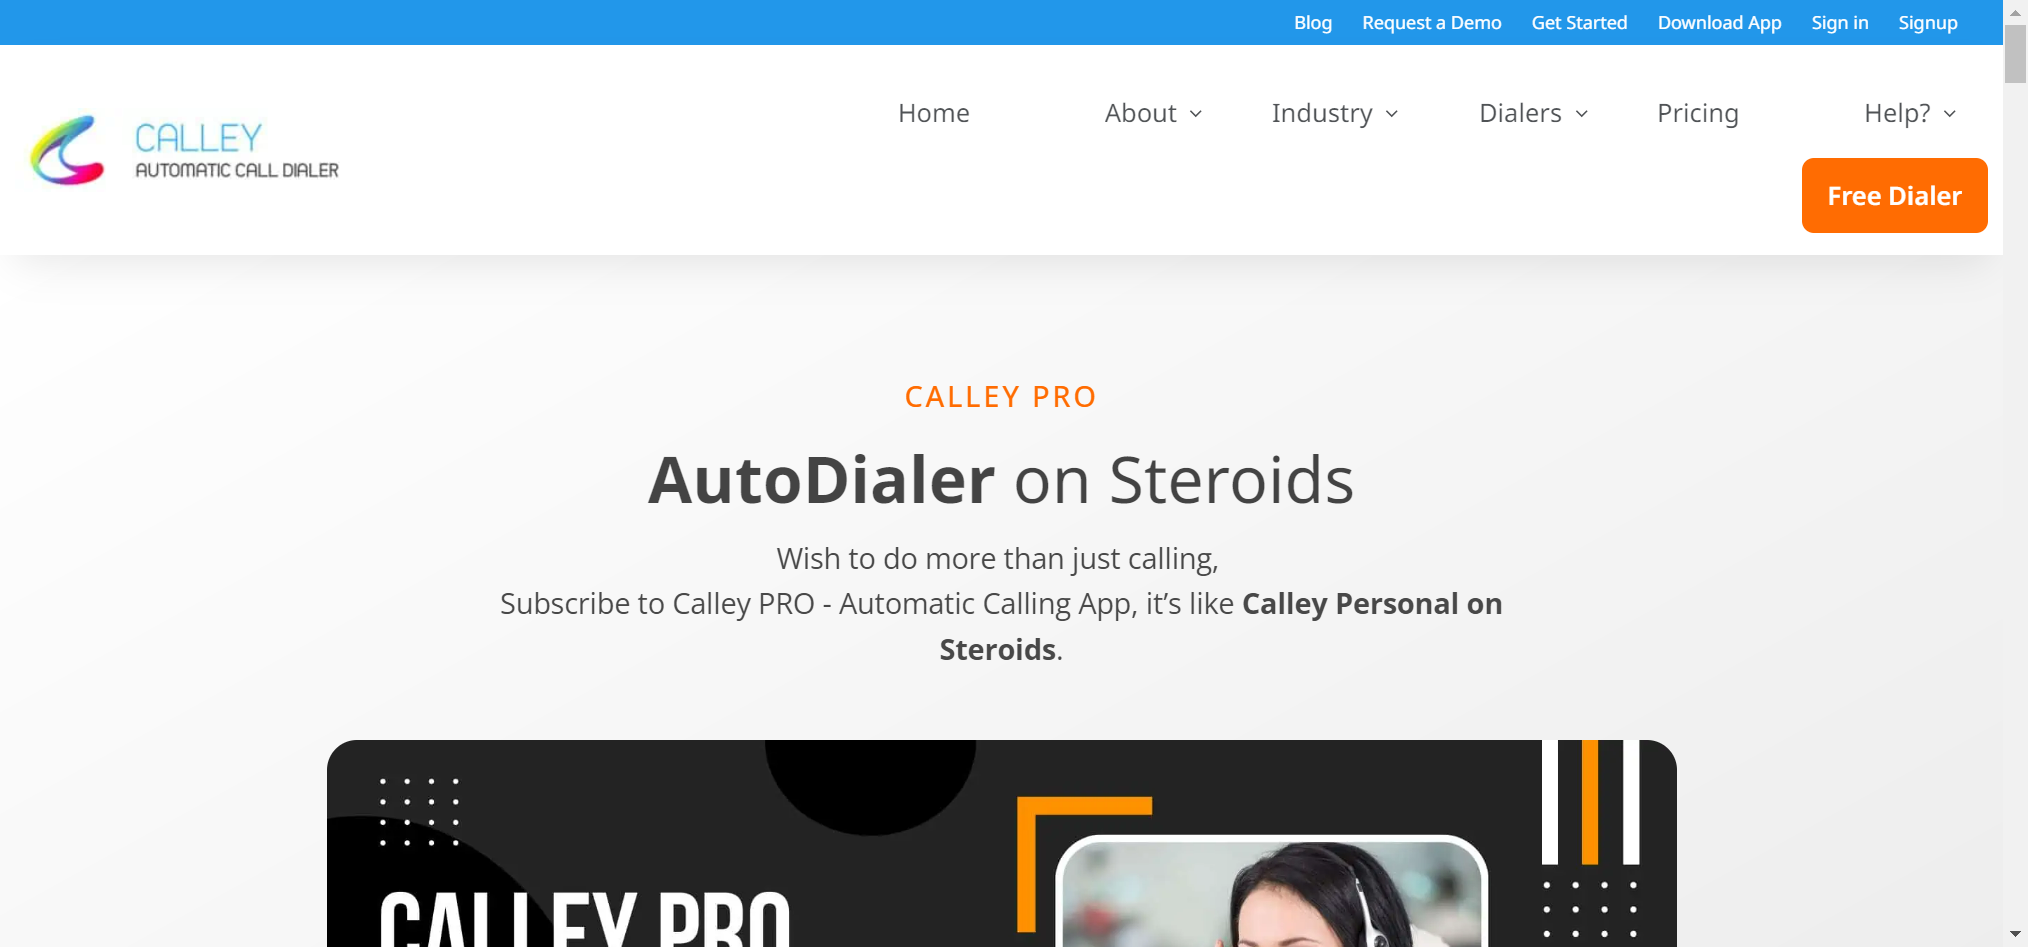 Blog Request a Demo Get Started Download App Sign in Signup
Home About Industry Dialers Pricing Help?
CALLEY
AUTOMATIC CALL DIALER
Free Dialer
CALLEY PRO
AutoDialer on Steroids
Wish to do more than just calling,
Subscribe to Calley PRO - Automatic Calling App, it’s like Calley Personal on
Steroids.
CALLEY PRO